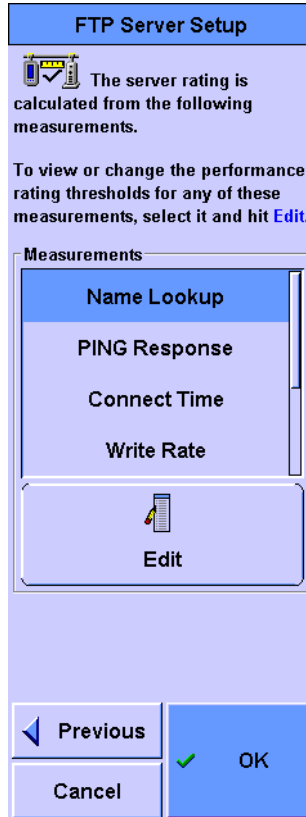 FTP Server Setup
The server rating is
calculated from the following
measurements.
To view or change the performance
rating thresholds for any of these
measurements, select it and hit Edit.
Measurements
Name Lookup
PING Response
Connect Time
Write Rate
Edit
Previous
OK
Cancel